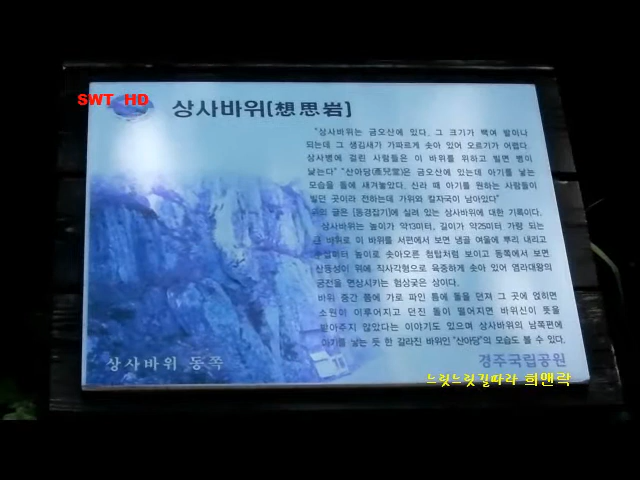 SWT HD
상사바위[想思岩]
"상사바위는 금오산에 있다. 그 크기가 백여 발이나
되는데 그 생김새가 가파르게 솟아 있어 오르기가 어렵다.
상사병에 걸린 사람들은 이 바위를 위하고 빌면 병이
낫는다" "산아당(産兒堂)은 금오산에 있는데 아기를 낳는
모습을 돌에 새겨놓았다. 신라 때 아기를 원하는 사람들이
빌던 곳이라 전하는데 가위와 칼자국이 남아있다"
글은 [동경잡기]에 실려 있는 상사바위에 대한 기록이다.
상사바위는 높이가 약13미터, 길이가 약25미터 가량 되는
큰 바위로 이 바위를 서편에서 보면 냉골 여울에 뿌리 내리고
높이로 솟아오른 첨탑처럼 보이고 동쪽에서 보면
산등성이 위에 직사각형으로 육중하게 솟아 있어 염라대왕의
궁전을 연상시키는 험상궂은 상이다.
바위 중간 쯤에 가로 파인 틈에 돌을 던져 그 곳에 얹히면
소원이 이루어지고 던진 돌이 떨어지면 바위신이 뜻을
받아주지 않았다는 이야기도 있으며 상사바위의 남쪽편에
아기를 낳는 듯 한 갈라진 바위인 "산아당"의 모습도 볼 수 있다.
상사바위 동쪽
경주국립공원
느릿느릿길따라 희맨락